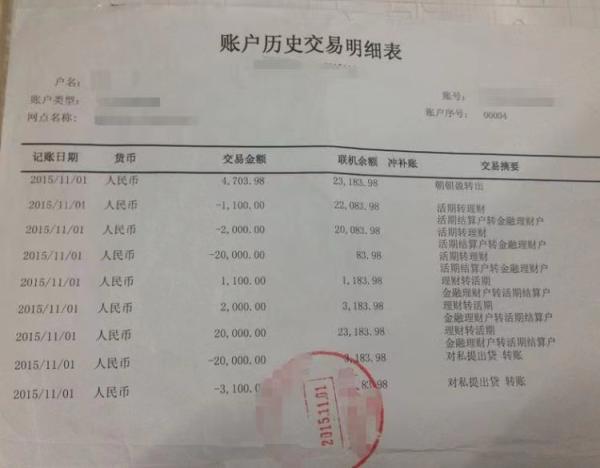 账户历史交易明细表
户名:
账户类型:
网点名称:
账号:
账户序号: 00004
记账日期 货币 交易金额 联机余额 冲补账 交易摘要
2015/11/01 人民币 4,703.98 23,183.98 朝朝盈转出
2015/11/01 人民币 -1,100.00 22,083.98 活期转理财
活期结算户转金融理财户
2015/11/01 人民币 -2,000.00 20,083.98 活期转理财
活期结算户转金融理财户
2015/11/01 人民币 -20,000.00 83.98 活期转理财
活期结算户转金融理财户
2015/11/01 人民币 1,100.00 1,183.98 理财转活期
金融理财户转活期结算户
2015/11/01 人民币 2,000.00 3,183.98 理财转活期
金融理财户转活期结算户
2015/11/01 人民币 20,000.00 23,183.98 理财转活期
金融理财户转活期结算户
2015/11/01 人民币 -20,000.00 3,183.98 对私提出贷 转账
2015/11/01 人民币 -3,100.0 83.98 对私提出贷 转账
2015.11.01